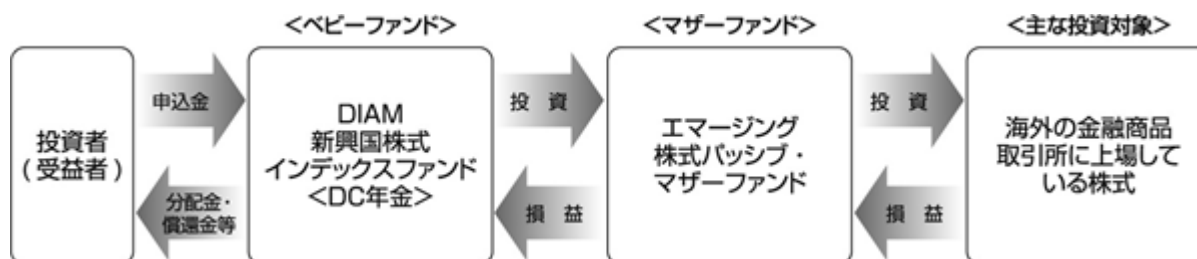 <ベビーファンド>
<マザーファンド>
<主な投資対象>
投資者
(受益者)
申込金
分配金・
償還金等
DIAM
新興国株式
インデックスファンド
<DC年金>
投 資
損 益
エマージング
株式パッシブ・
マザーファンド
投 資
損 益
海外の金融商品
取引所に上場して
いる株式